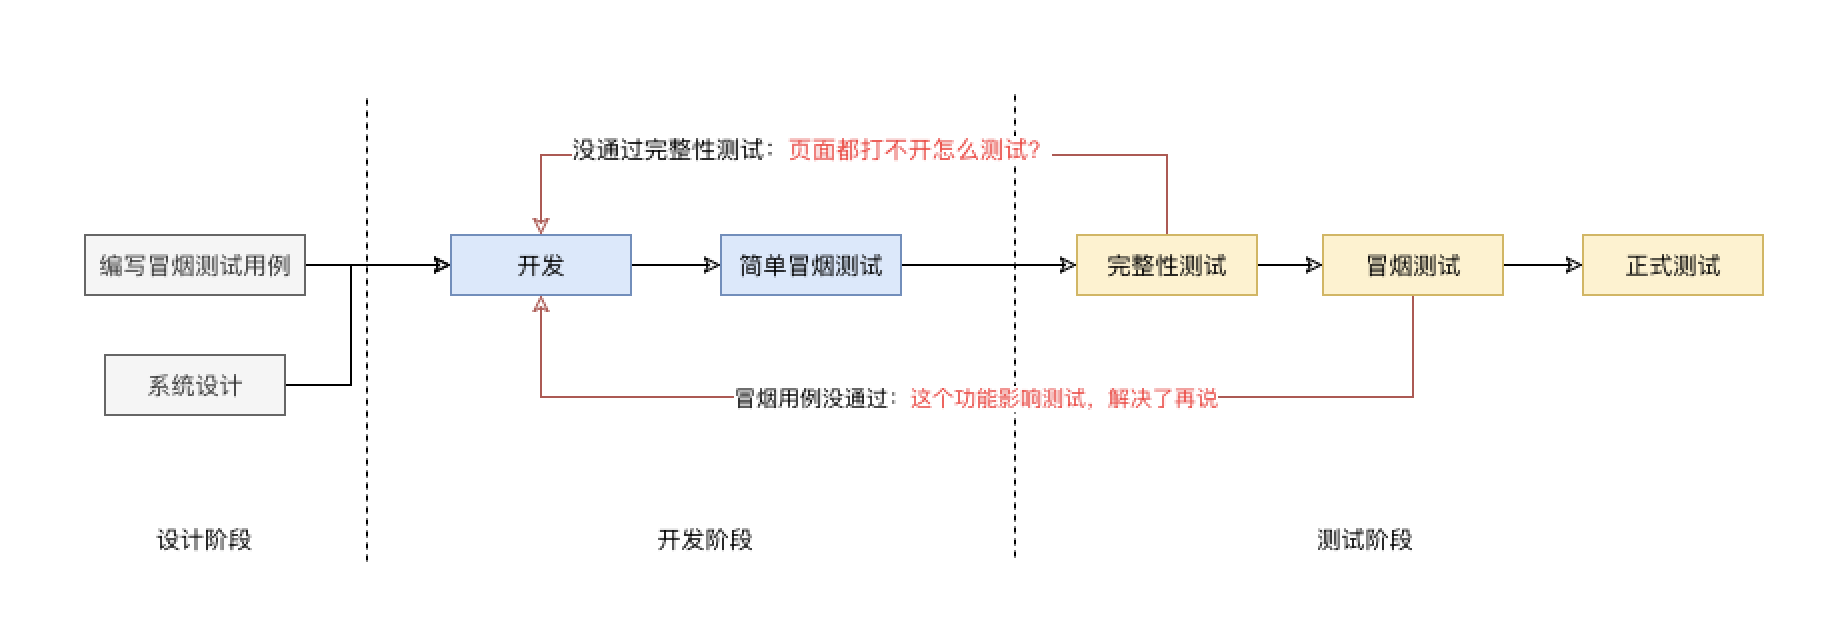 没通过完整性测试：页面都打不开怎么测试？
编写冒烟测试用例
开发
简单冒烟测试
完整性测试
冒烟测试
正式测试
系统设计
冒烟用例没通过：这个功能影响测试，解决了再说
设计阶段
开发阶段
测试阶段